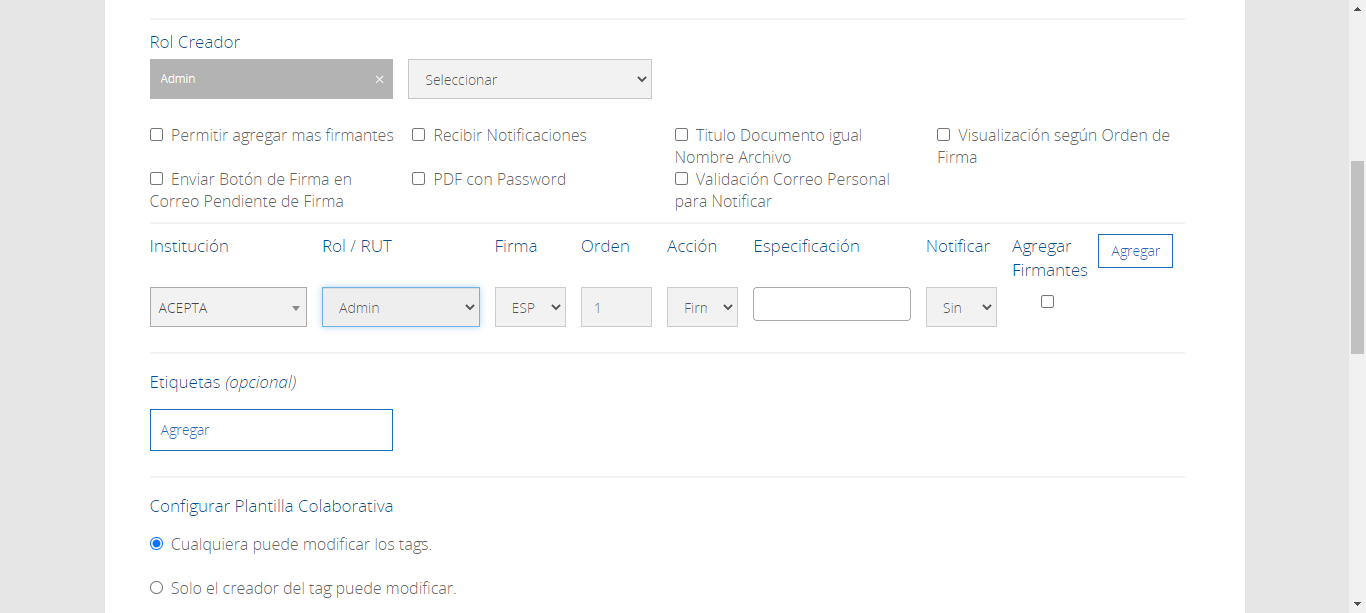 Rol Creador
Admin ×
Seleccionar
Permitir agregar mas firmantes
Recibir Notificaciones
Titulo Documento igual
Nombre Archivo
Visualización según Orden de
Firma
Enviar Botón de Firma en
Correo Pendiente de Firma
PDF con Password
Validación Correo Personal
para Notificar
Institución Rol / RUT Firma Orden Acción Especificación Notificar Agregar
Firmantes
Agregar
ACEPTA Admin ESP 1 Firn Sin
Etiquetas (opcional)
Agregar
Configurar Plantilla Colaborativa
Cualquiera puede modificar los tags.
Solo el creador del tag puede modificar.